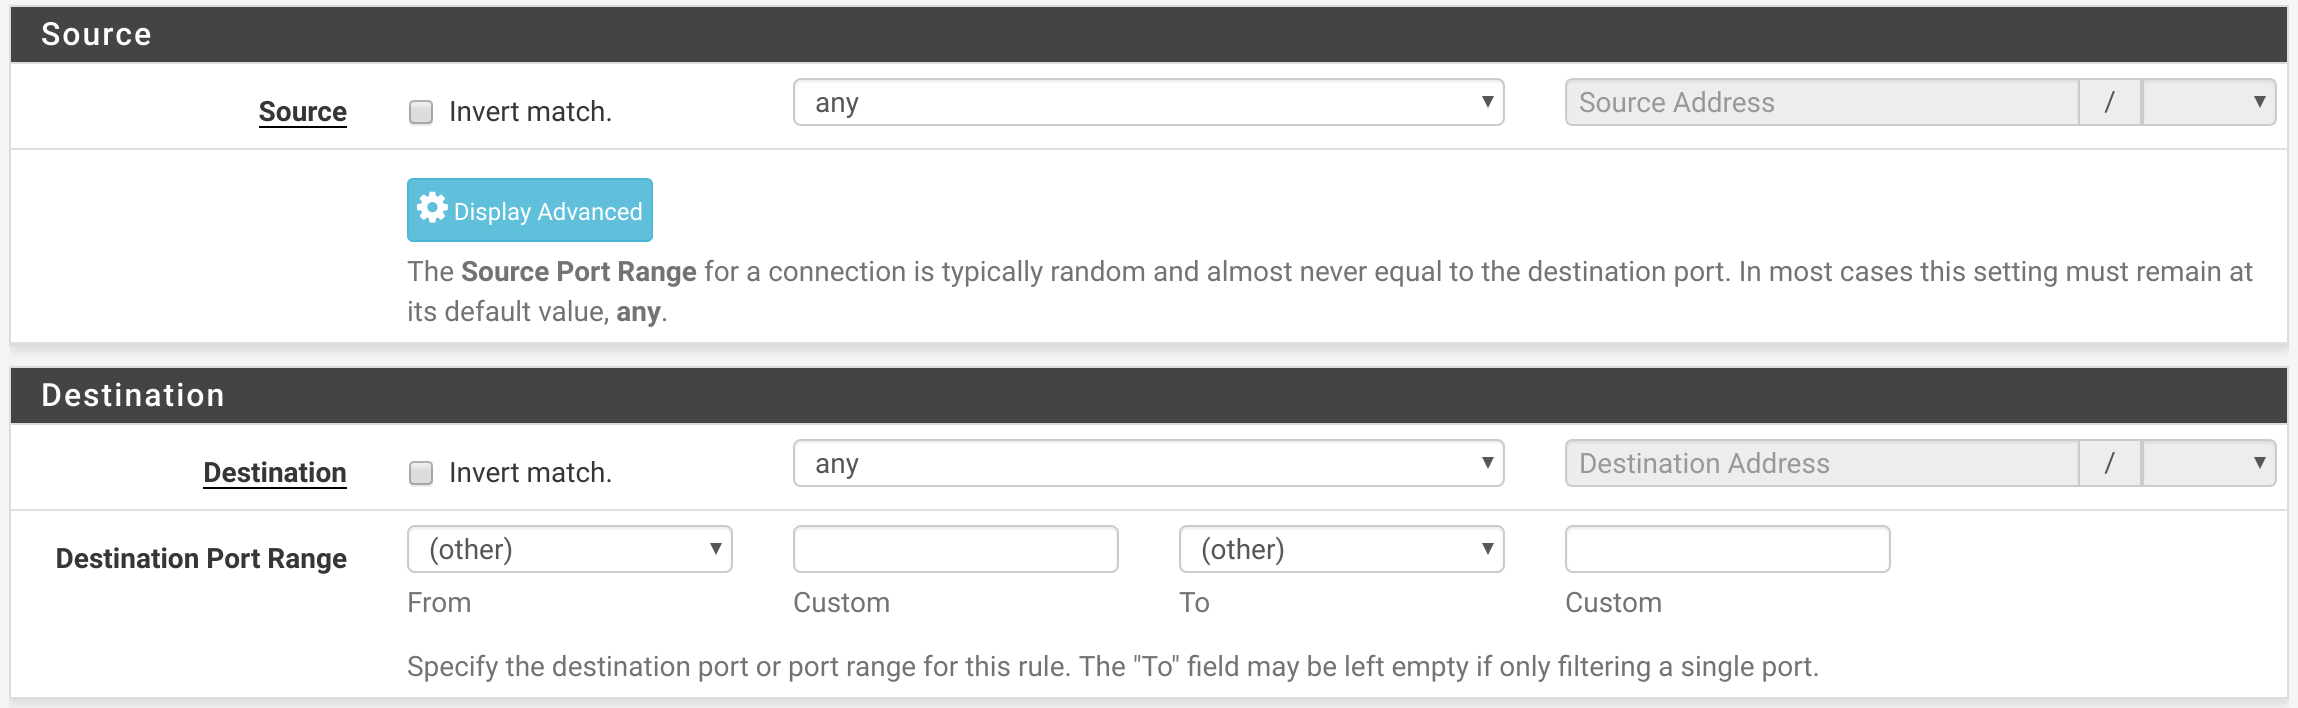 Source
Source Invert match. any Source Address /
Display Advanced
The Source Port Range for a connection is typically random and almost never equal to the destination port. In most cases this setting must remain at
its default value, any.
Destination
Destination Invert match. any Destination Address /
Destination Port Range (other) (other)
From Custom To Custom
Specify the destination port or port range for this rule. The "To" field may be left empty if only filtering a single port.